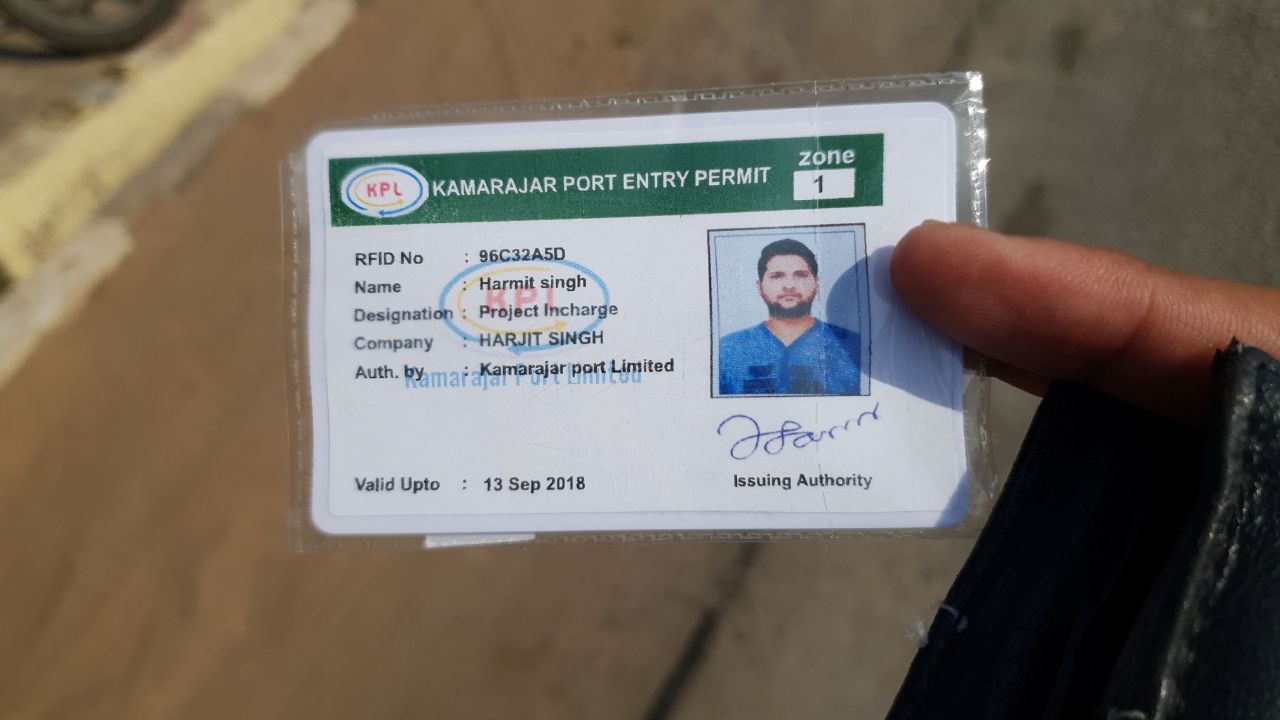 KPL KAMARAJAR PORT ENTRY PERMIT
zone
1
RFID No : 96C32A5D
Name : Harmit singh
Designation : Project Incharge
Company : HARJIT SINGH
Auth. by : Kamarajar port Limited
KPL
Kamarajar Port Limited
Valid Upto : 13 Sep 2018
Issuing Authority